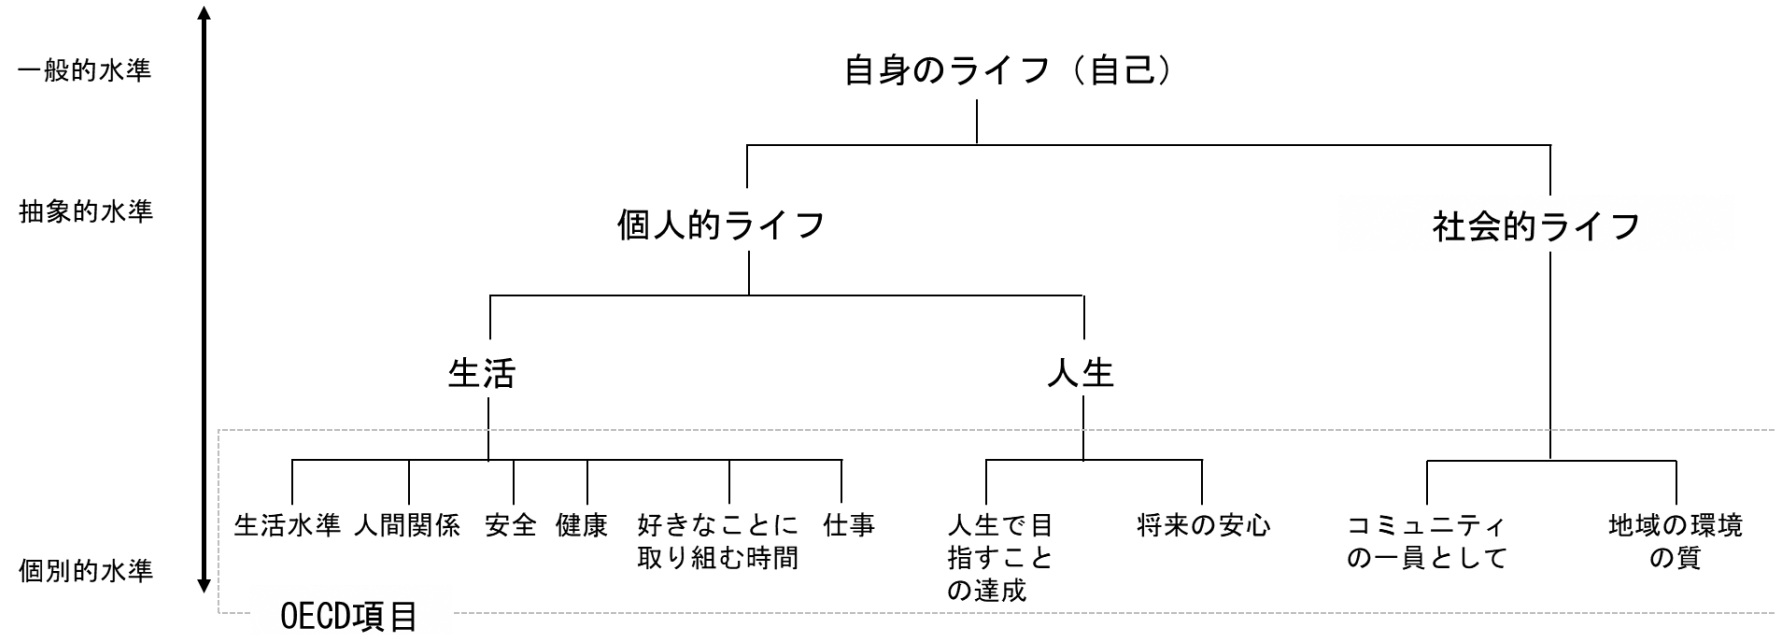 一般的水準
自身のライフ（自己）
抽象的水準
個人的ライフ
社会的ライフ
生活
人生
生活水準
人間関係
安全
健康
好きなことに
取り組む時間
仕事
人生で目
指すこと
の達成
将来の安心
コミュニティ
の一員として
地域の環境
の質
個別的水準
OECD項目